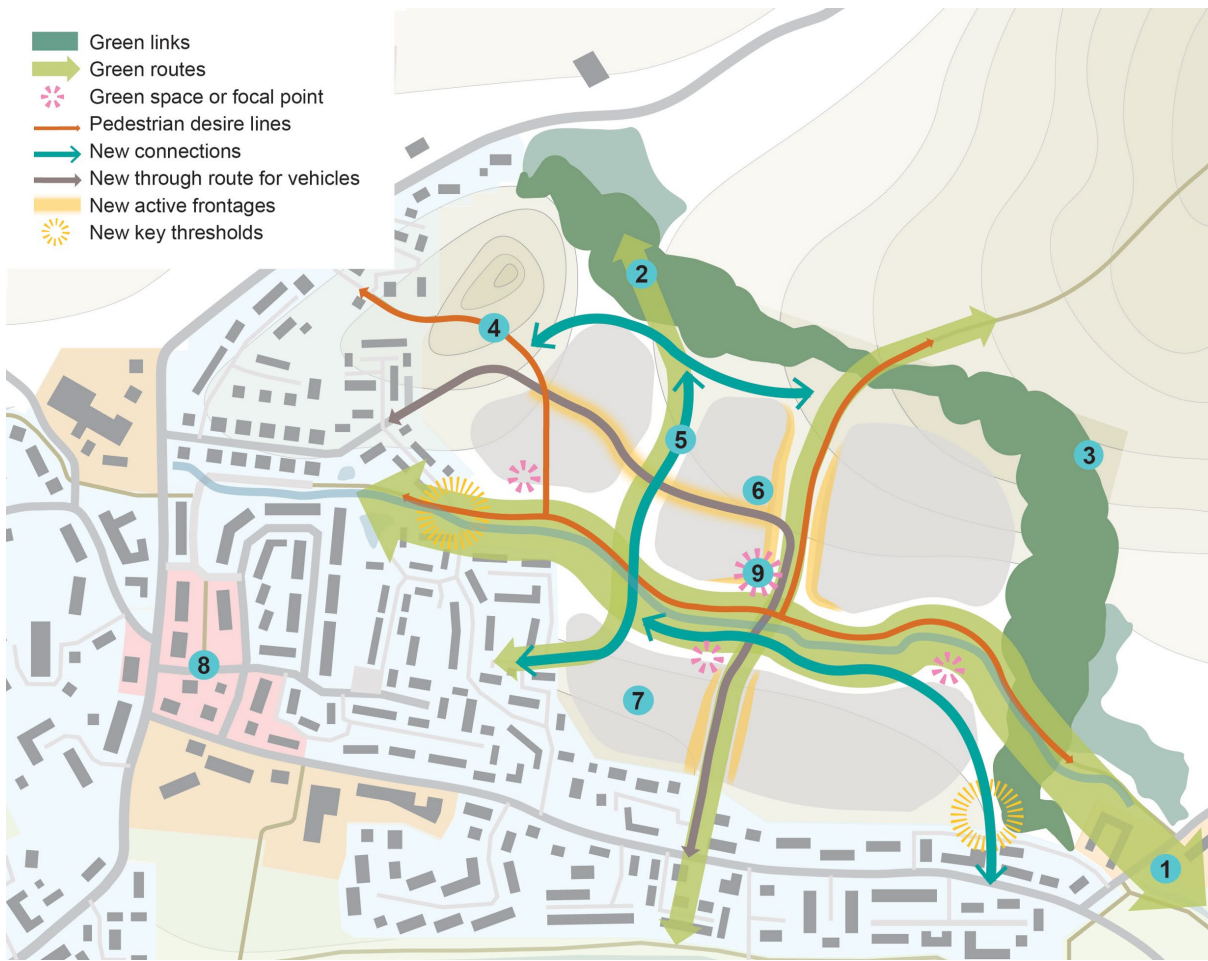 Green links
Green routes
Green space or focal point
Pedestrian desire lines
New connections
New through route for vehicles
New active frontages
New key thresholds
2
4
3
5
6
9
8
7
1